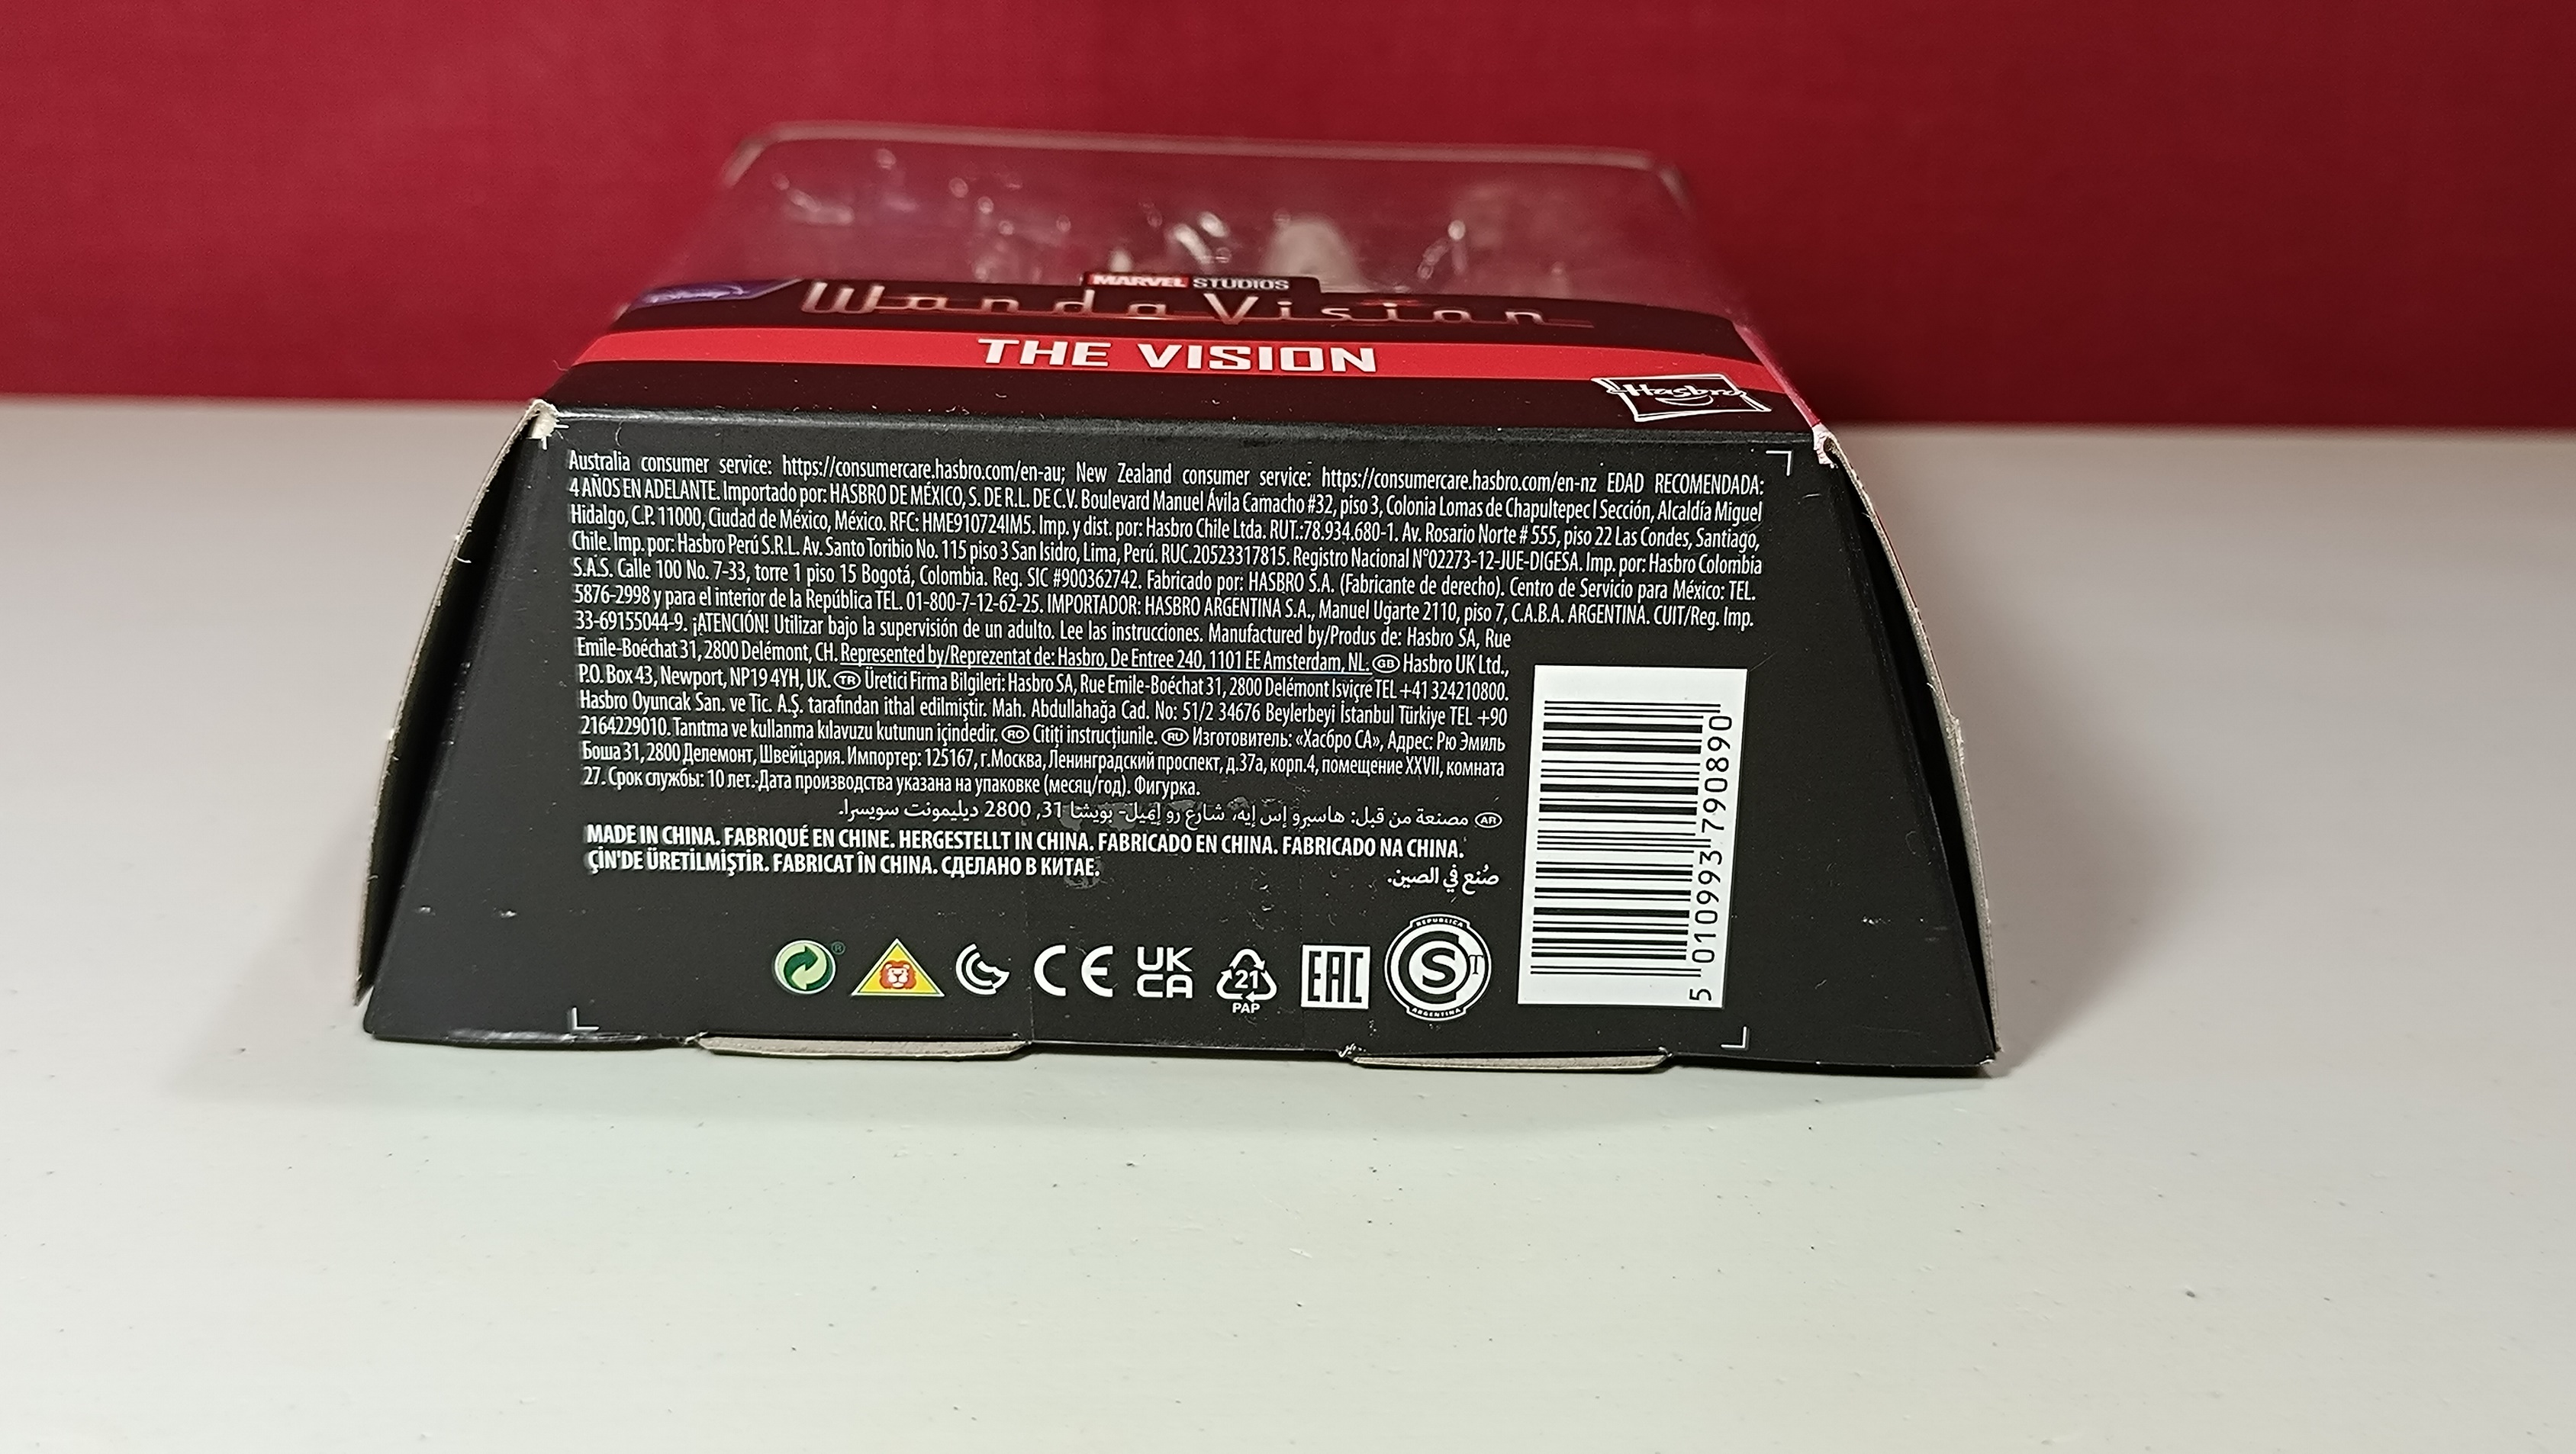 Disney
MARVEL STUDIOS
WandaVision
THE VISION
Hasbro
Australia consumer service: https://consumercare.hasbro.com/en-au; New Zealand consumer service: https://consumercare.hasbro.com/en-nz EDAD RECOMENDADA:
4 AÑOS EN ADELANTE. Importado por: HASBRO DE MÉXICO, S. DE R.L. DE C.V. Boulevard Manuel Ávila Camacho #32, piso 3, Colonia Lomas de Chapultepec I Sección, Alcaldía Miguel
Hidalgo, C.P. 11000, Ciudad de México, México. RFC: HME910724IM5. Imp. y dist. por: Hasbro Chile Ltda. RUT.:78.934.680-1. Av. Rosario Norte # 555, piso 22 Las Condes, Santiago,
Chile. Imp. por: Hasbro Perú S.R.L. Av. Santo Toribio No. 115 piso 3 San Isidro, Lima, Perú. RUC.20523317815. Registro Nacional N°02273-12-JUE-DIGESA. Imp. por: Hasbro Colombia
S.A.S. Calle 100 No. 7-33, torre 1 piso 15 Bogotá, Colombia. Reg. SIC #900362742. Fabricado por: HASBRO S.A. (Fabricante de derecho). Centro de Servicio para México: TEL.
5876-2998 y para el interior de la República TEL. 01-800-7-12-62-25. IMPORTADOR: HASBRO ARGENTINA S.A., Manuel Ugarte 2110, piso 7, C.A.B.A. ARGENTINA. CUIT/Reg. Imp.
33-69155044-9. ¡ATENCIÓN! Utilizar bajo la supervisión de un adulto. Lee las instrucciones. Manufactured by/Produs de: Hasbro SA, Rue
Emile-Boéchat 31, 2800 Delémont, CH. Represented by/Reprezentat de: Hasbro, De Entree 240, 1101 EE Amsterdam, NL. GB Hasbro UK Ltd.,
P.O. Box 43, Newport, NP19 4YH, UK. TR Üretici Firma Bilgileri: Hasbro SA, Rue Emile-Boéchat 31, 2800 Delémont İsviçre TEL +41 324210800.
Hasbro Oyuncak San. ve Tic. A.Ş. tarafından ithal edilmiştir. Mah. Abdullahağa Cad. No: 51/2 34676 Beylerbeyi İstanbul Türkiye TEL +90
2164229010. Tanıtma ve kullanma kılavuzu kutunun içindedir. RO Citiți instrucțiunile. RU Изготовитель: «Хасбро СА», Адрес: Рю Эмиль
Боша 31, 2800 Делемонт, Швейцария. Импортер: 125167, г.Москва, Ленинградский проспект, д.37а, корп.4, помещение XXVII, комната
27. Срок службы: 10 лет. Дата производства указана на упаковке (месяц/год). Фигурка.
AR مصنعة من قبل: هاسبرو إس إيه، شارع رو إيميل- بويشتا 31, 2800 ديليمونت سويسرا.
MADE IN CHINA. FABRIQUÉ EN CHINE. HERGESTELLT IN CHINA. FABRICADO EN CHINA. FABRICADO NA CHINA.
ÇİN'DE ÜRETİLMİŞTİR. FABRICAT ÎN CHINA. СДЕЛАНО В КИТАЕ.
صُنع في الصين.
CE
UK
CA
21
PAP
EAC
REPUBLICA
S T
ARGENTINA
5 010993 790890